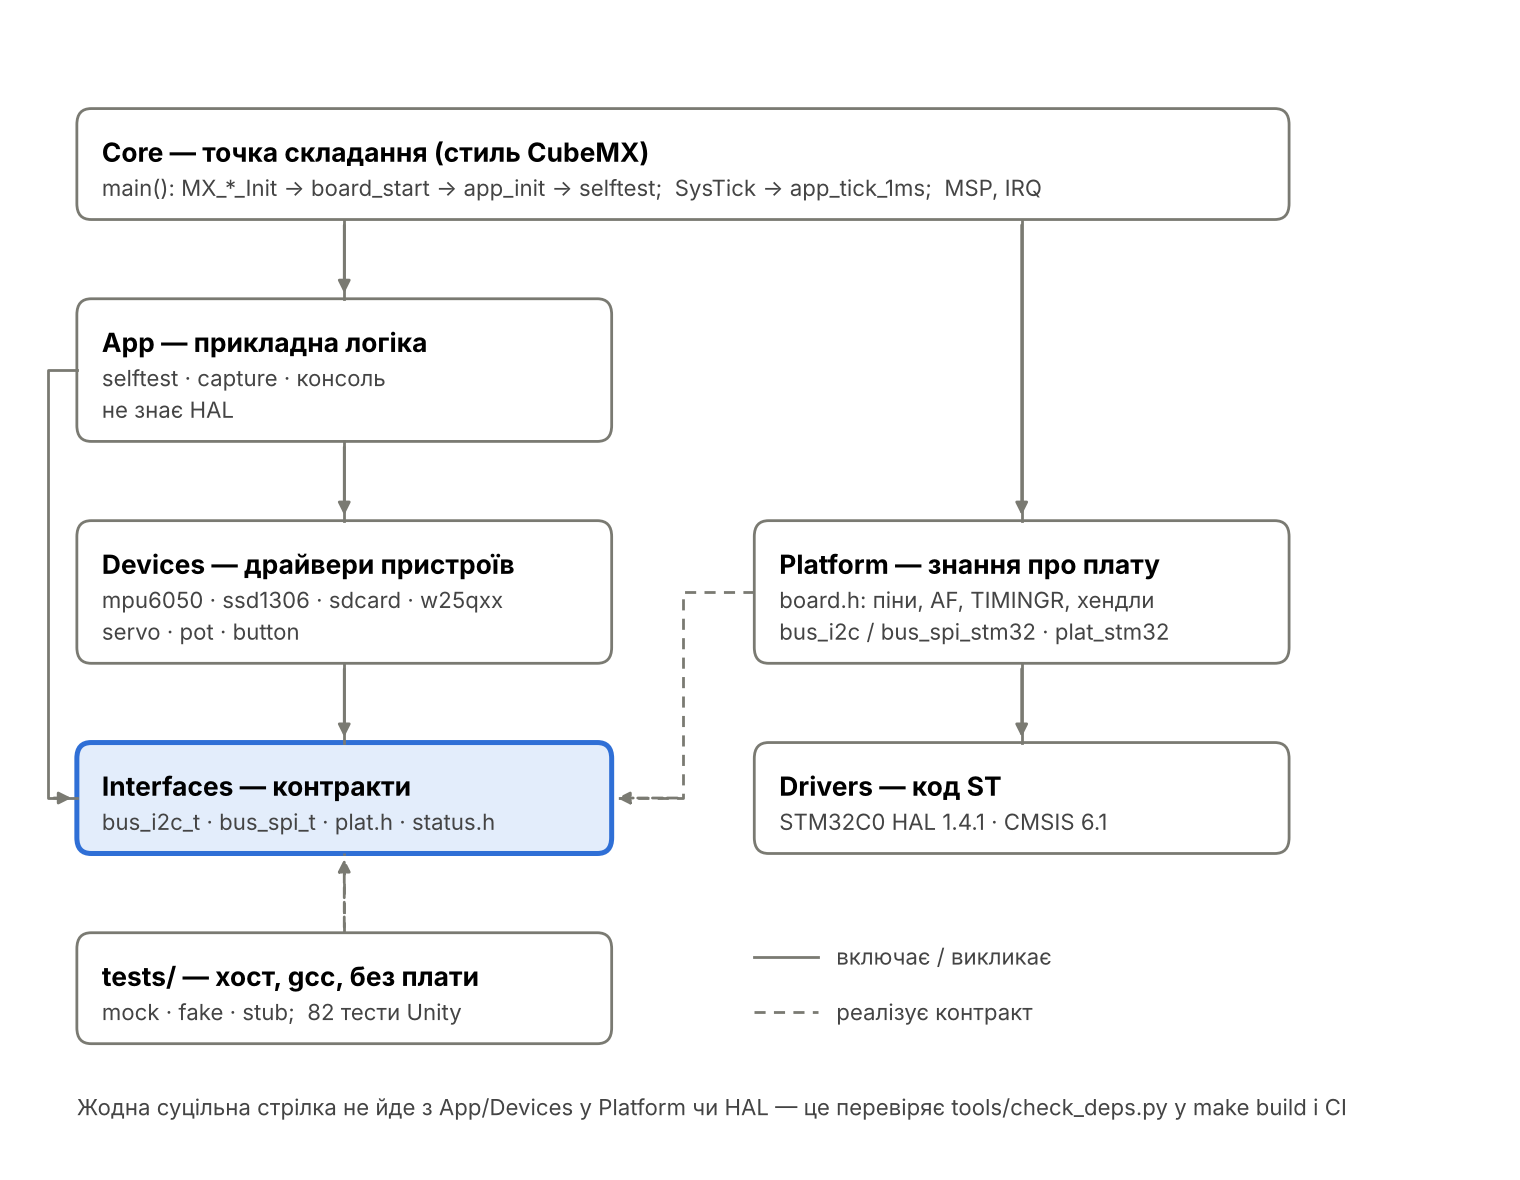 Core — точка складання (стиль CubeMX)
main(): MX_*_Init → board_start → app_init → selftest;  SysTick → app_tick_1ms;  MSP, IRQ
App — прикладна логіка
selftest · capture · консоль
не знає HAL
Devices — драйвери пристроїв
mpu6050 · ssd1306 · sdcard · w25qxx
servo · pot · button
Platform — знання про плату
board.h: піни, AF, TIMINGR, хендли
bus_i2c / bus_spi_stm32 · plat_stm32
Interfaces — контракти
bus_i2c_t · bus_spi_t · plat.h · status.h
Drivers — код ST
STM32C0 HAL 1.4.1 · CMSIS 6.1
tests/ — хост, gcc, без плати
mock · fake · stub;  82 тести Unity
включає / викликає
реалізує контракт
Жодна суцільна стрілка не йде з App/Devices у Platform чи HAL — це перевіряє tools/check_deps.py у make build і CI